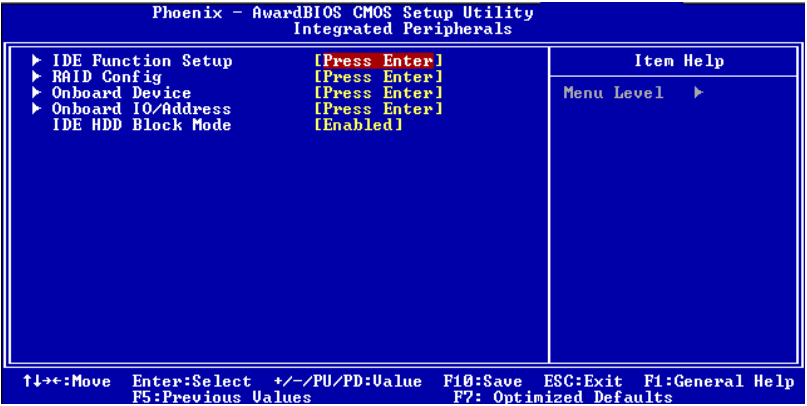 Phoenix - AwardBIOS CMOS Setup Utility
Integrated Peripherals
▶ IDE Function Setup [Press Enter]
▶ RAID Config [Press Enter]
▶ Onboard Device [Press Enter]
▶ Onboard IO/Address [Press Enter]
IDE HDD Block Mode [Enabled]
Item Help
Menu Level ▶
↑↓→←:Move Enter:Select +/-/PU/PD:Value F10:Save ESC:Exit F1:General Help
F5:Previous Values F7: Optimized Defaults